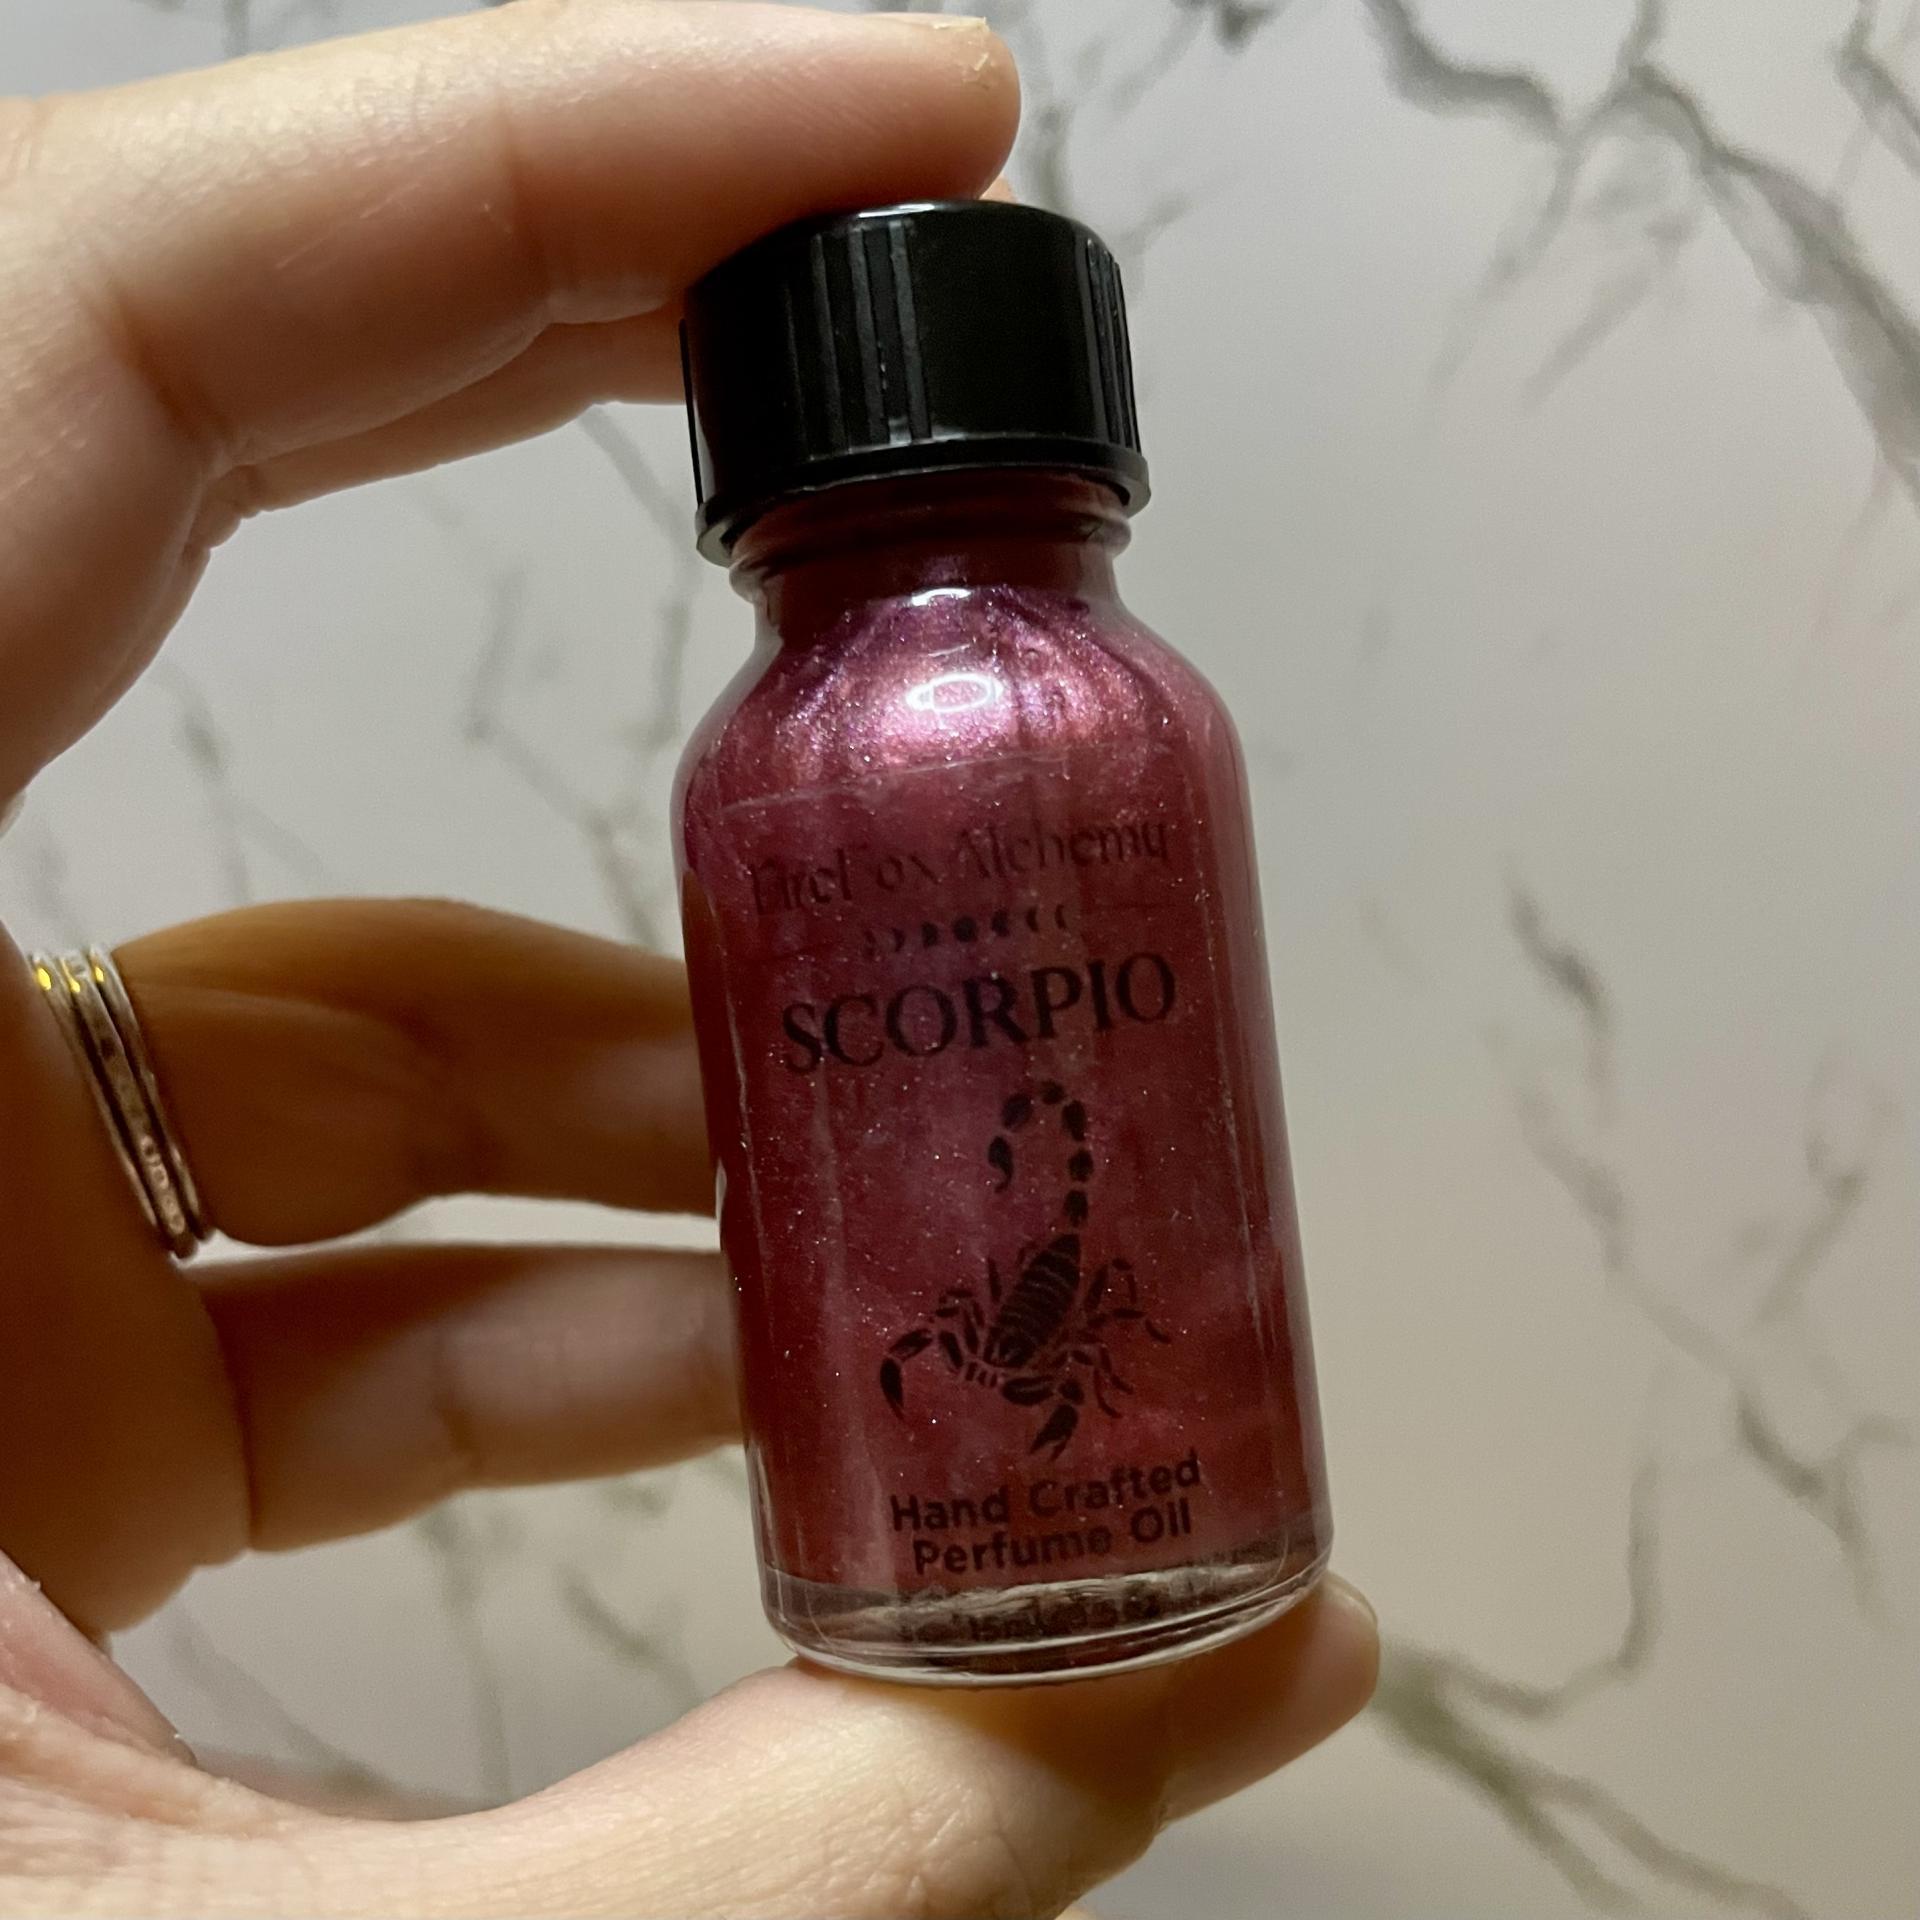 FireFox Alchemy
SCORPIO
Hand Crafted
Perfume Oil